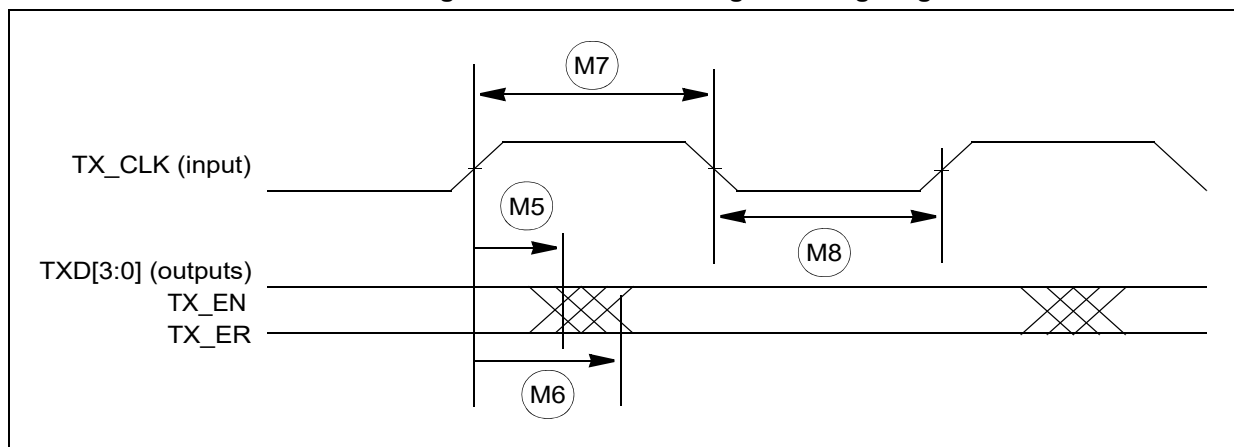 M7
TX_CLK (input)
M5
M8
TXD[3:0] (outputs)
TX_EN
TX_ER
M6